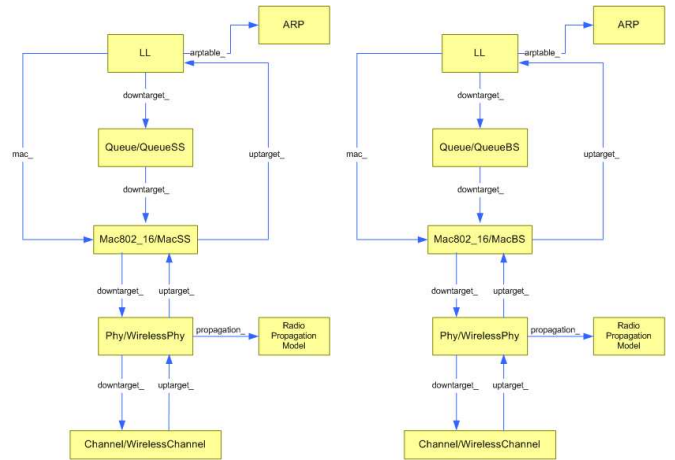 ARP
LL
arptable_
downtarget_
Queue/QueueSS
mac_
uptarget_
downtarget_
Mac802_16/MacSS
downtarget_
uptarget_
Phy/WirelessPhy
propagation_
Radio
Propagation
Model
downtarget_
uptarget_
Channel/WirelessChannel
ARP
LL
arptable_
downtarget_
Queue/QueueBS
mac_
uptarget_
downtarget_
Mac802_16/MacBS
downtarget_
uptarget_
Phy/WirelessPhy
propagation_
Radio
Propagation
Model
downtarget_
uptarget_
Channel/WirelessChannel